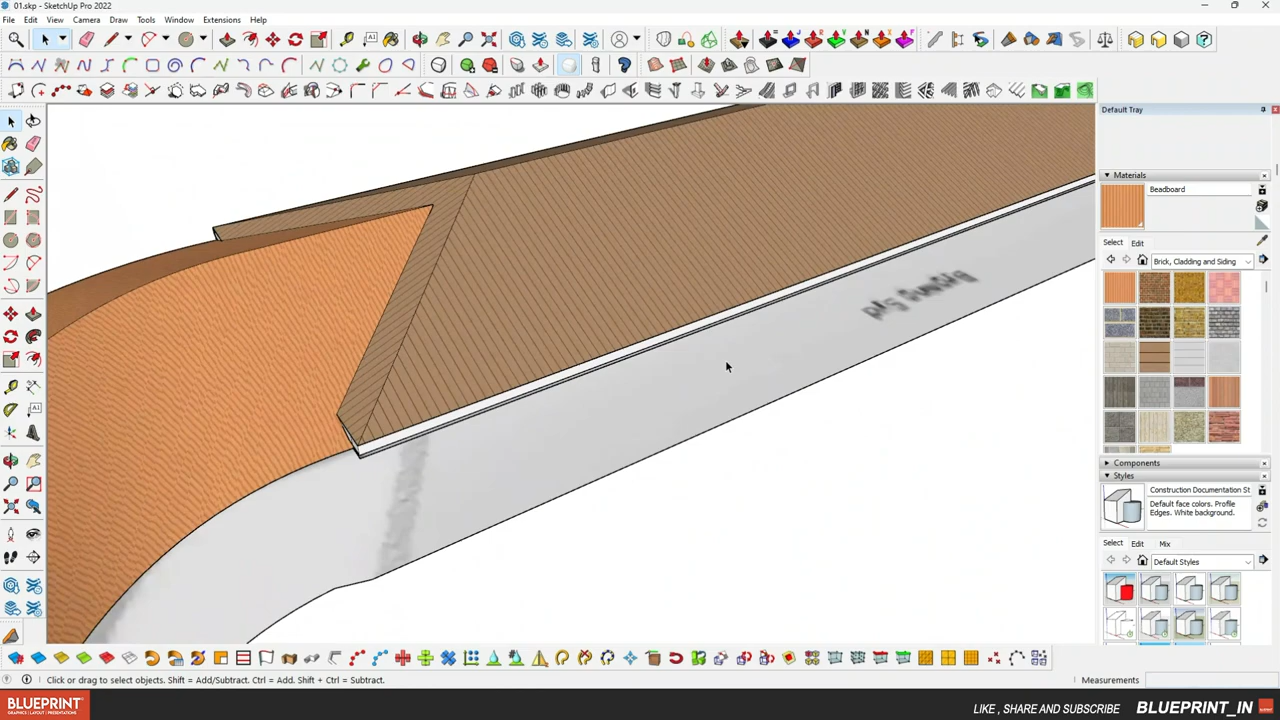 01.skp - SketchUp Pro 2022
File Edit View Camera Draw Tools Window Extensions Help
Default Tray
Materials
Beadboard
Select Edit
Brick, Cladding and Siding
Components
Styles
Construction Documentation St
Default face colors. Profile
Edges. White background.
Select Edit Mix
Default Styles
Click or drag to select objects. Shift = Add/Subtract. Ctrl = Add. Shift + Ctrl = Subtract.
Measurements
BLUEPRINT
GRAPHICS | LAYOUT | PRESENTATIONS
LIKE , SHARE AND SUBSCRIBE
BLUEPRINT_IN